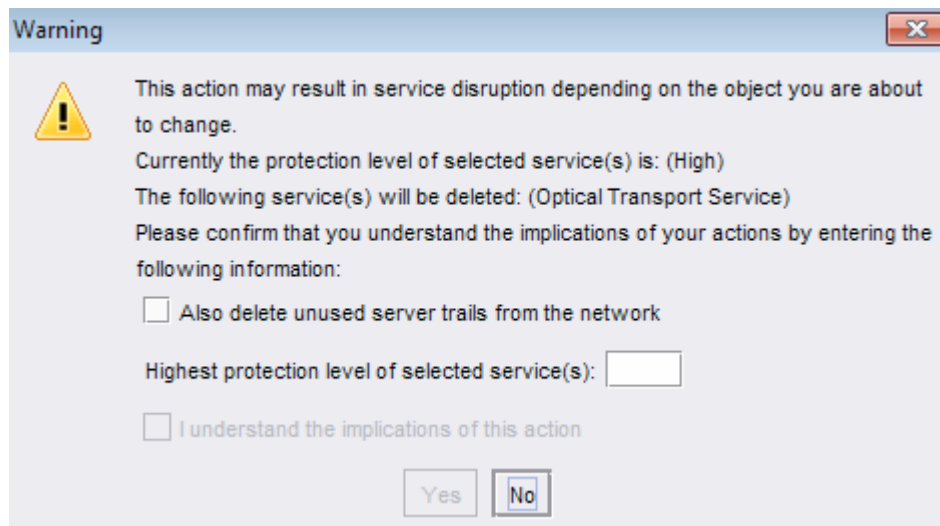 Warning
This action may result in service disruption depending on the object you are about
to change.
Currently the protection level of selected service(s) is: (High)
The following service(s) will be deleted: (Optical Transport Service)
Please confirm that you understand the implications of your actions by entering the
following information:
Also delete unused server trails from the network
Highest protection level of selected service(s):
I understand the implications of this action
Yes No